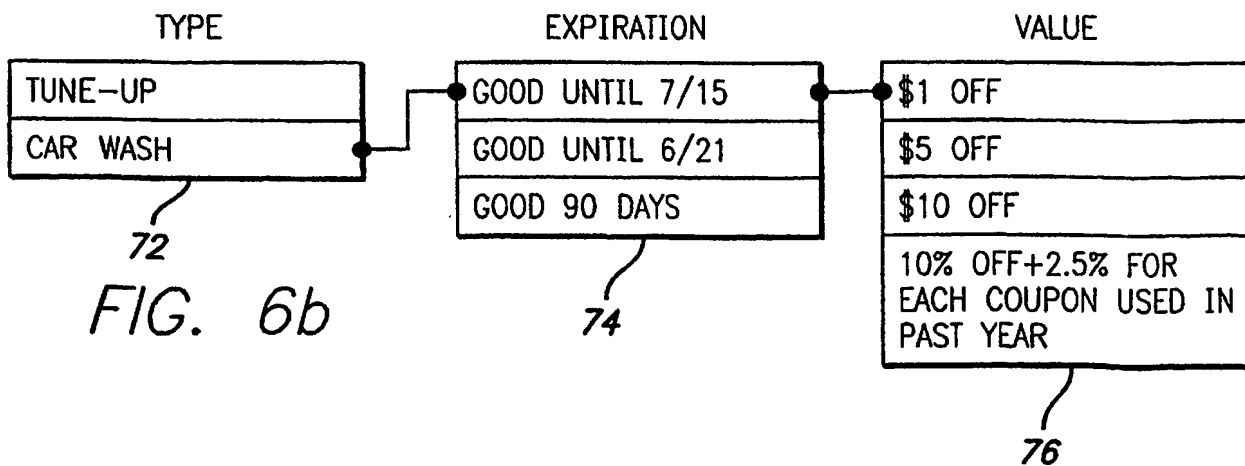 TYPE
TUNE-UP
CAR WASH
72
FIG. 6b
EXPIRATION
GOOD UNTIL 7/15
GOOD UNTIL 6/21
GOOD 90 DAYS
74
VALUE
$1 OFF
$5 OFF
$10 OFF
10% OFF+2.5% FOR
EACH COUPON USED IN
PAST YEAR
76